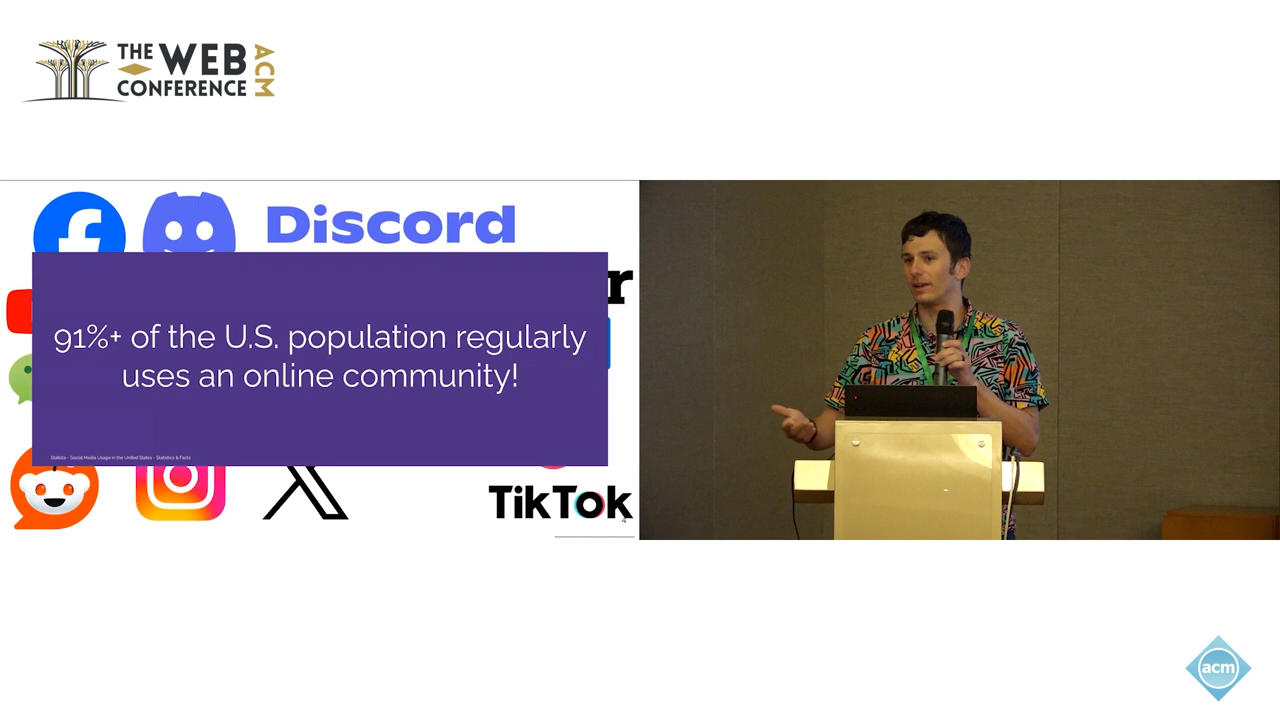 THE WEB
CONFERENCE
ACM
Discord
r
91%+ of the U.S. population regularly
uses an online community!
Statista - Social Media Usage in the United States - Statistics & Facts
TikTok
4
acm